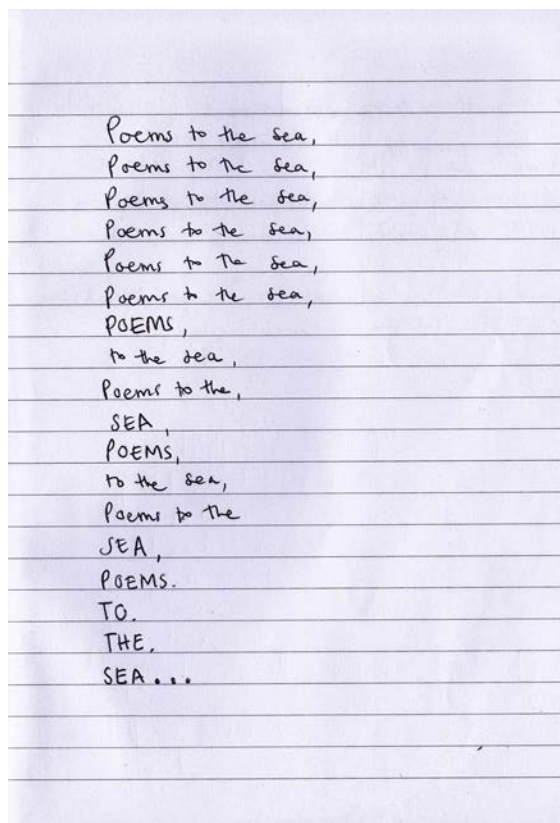 Poems to the sea,
Poems to the sea,
Poems to the sea,
Poems to the sea,
Poems to the sea,
Poems to the sea,
POEMS,
to the sea,
Poems to the,
SEA,
POEMS,
to the sea,
Poems to the
SEA,
POEMS.
TO.
THE.
SEA...